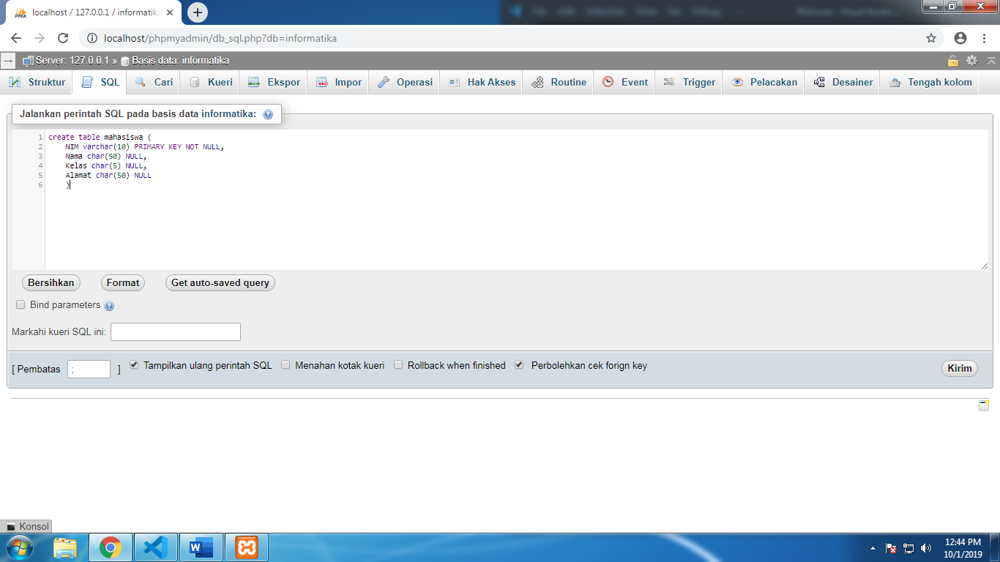 localhost / 127.0.0.1 / informatika
localhost/phpmyadmin/db_sql.php?db=informatika
Server: 127.0.0.1 » Basis data: informatika
Struktur SQL Cari Kueri Ekspor Impor Operasi Hak Akses Routine Event Trigger Pelacakan Desainer Tengah kolom
Jalankan perintah SQL pada basis data informatika:
1 create table mahasiswa (
2 NIM varchar(10) PRIMARY KEY NOT NULL,
3 Nama char(50) NULL,
4 Kelas char(5) NULL,
5 Alamat char(50) NULL
6 )
Bersihkan Format Get auto-saved query
Bind parameters
Markahi kueri SQL ini:
[ Pembatas ; ] Tampilkan ulang perintah SQL Menahan kotak kueri Rollback when finished Perbolehkan cek forign key Kirim
Konsol
12:44 PM
10/1/2019